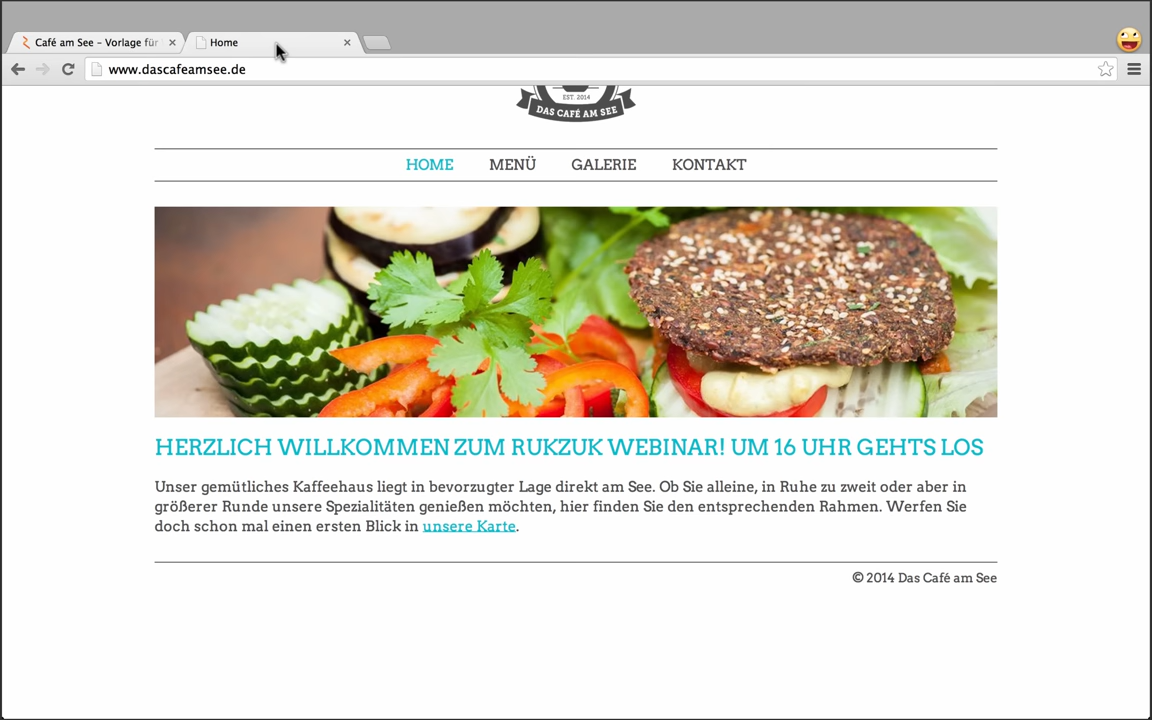 Café am See – Vorlage für
Home
www.dascafeamsee.de
EST. 2014
DAS CAFÉ AM SEE
HOME MENÜ GALERIE KONTAKT
HERZLICH WILLKOMMEN ZUM RUKZUK WEBINAR! UM 16 UHR GEHTS LOS
Unser gemütliches Kaffeehaus liegt in bevorzugter Lage direkt am See. Ob Sie alleine, in Ruhe zu zweit oder aber in
größerer Runde unsere Spezialitäten genießen möchten, hier finden Sie den entsprechenden Rahmen. Werfen Sie
doch schon mal einen ersten Blick in unsere Karte.
© 2014 Das Café am See